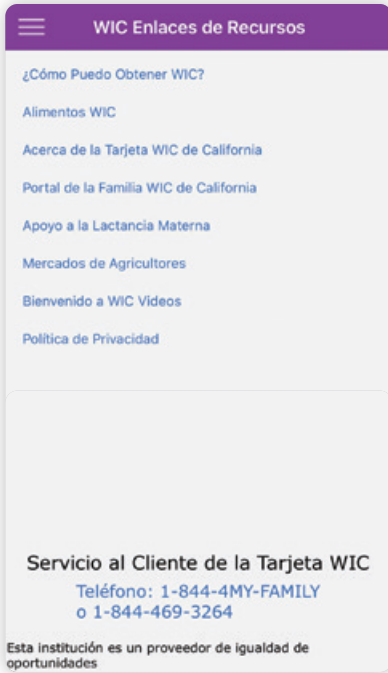 WIC Enlaces de Recursos
¿Cómo Puedo Obtener WIC?
Alimentos WIC
Acerca de la Tarjeta WIC de California
Portal de la Familia WIC de California
Apoyo a la Lactancia Materna
Mercados de Agricultores
Bienvenido a WIC Videos
Política de Privacidad
Servicio al Cliente de la Tarjeta WIC
Teléfono: 1-844-4MY-FAMILY
o 1-844-469-3264
Esta institución es un proveedor de igualdad de
oportunidades